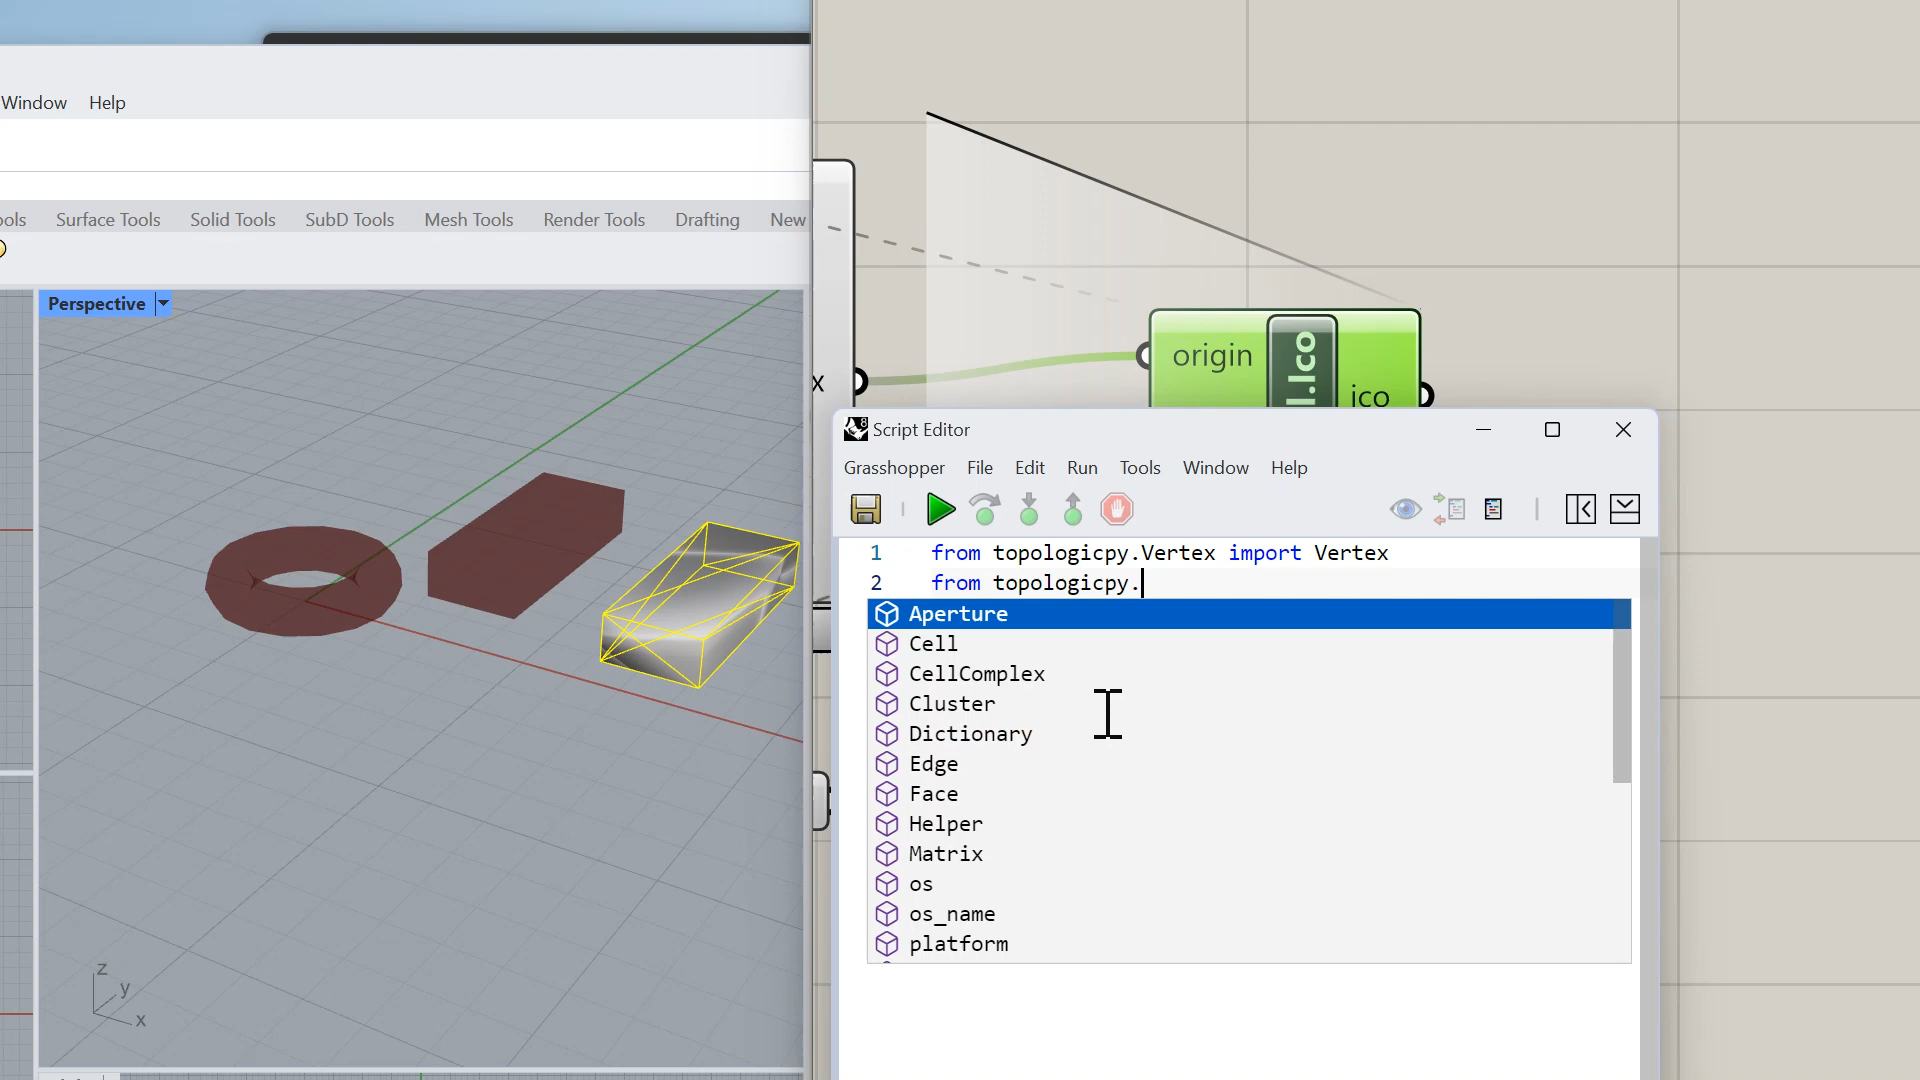 Window Help
ools Surface Tools Solid Tools SubD Tools Mesh Tools Render Tools Drafting New
Perspective
z
y
x
x
origin
l.Ico
ico
8
Script Editor
Grasshopper File Edit Run Tools Window Help
1 from topologicpy.Vertex import Vertex
2 from topologicpy.
Aperture
Cell
CellComplex
Cluster
Dictionary
Edge
Face
Helper
Matrix
os
os_name
platform